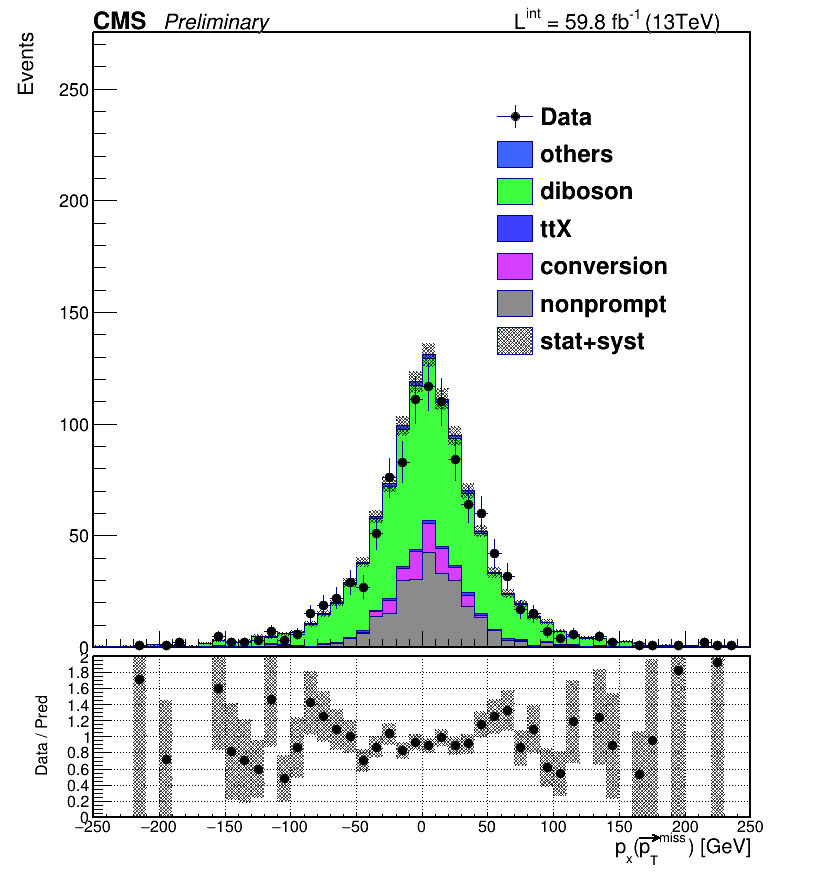 CMS Preliminary L^int = 59.8 fb^-1 (13TeV)
Events
250
200
150
100
50
0
Data
others
diboson
ttX
conversion
nonprompt
stat+syst
Data / Pred
2
1.8
1.6
1.4
1.2
1
0.8
0.6
0.4
0.2
0
−250 −200 −150 −100 −50 0 50 100 150 200 250
p_x(p_T^miss) [GeV]